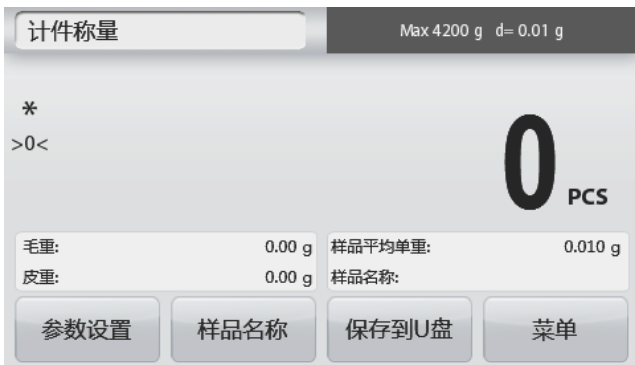 计件称量
Max 4200 g d= 0.01 g
*
>0<
0 PCS
毛重: 0.00 g 样品平均单重: 0.010 g
皮重: 0.00 g 样品名称:
参数设置 样品名称 保存到U盘 菜单